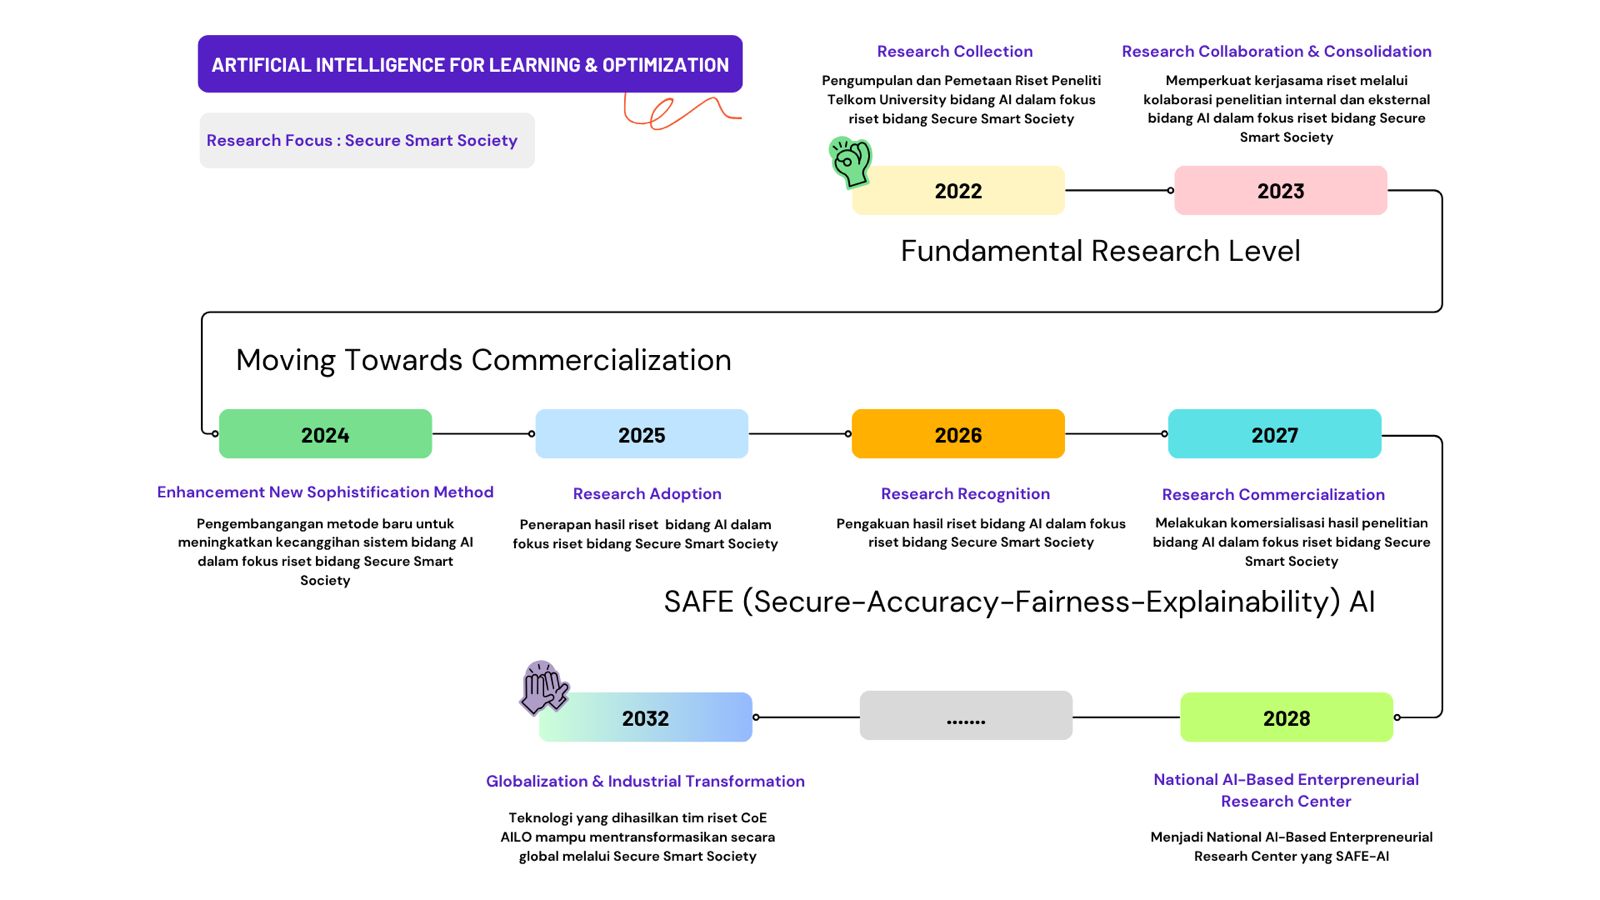 ARTIFICIAL INTELLIGENCE FOR LEARNING & OPTIMIZATION
Research Focus : Secure Smart Society
Research Collection
Pengumpulan dan Pemetaan Riset Peneliti
Telkom University bidang AI dalam fokus
riset bidang Secure Smart Society
2022
Research Collaboration & Consolidation
Memperkuat kerjasama riset melalui
kolaborasi penelitian internal dan eksternal
bidang AI dalam fokus riset bidang Secure
Smart Society
2023
Fundamental Research Level
Moving Towards Commercialization
2024
Enhancement New Sophistification Method
Pengembangangan metode baru untuk
meningkatkan kecanggihan sistem bidang AI
dalam fokus riset bidang Secure Smart
Society
2025
Research Adoption
Penerapan hasil riset  bidang AI dalam
fokus riset bidang Secure Smart Society
2026
Research Recognition
Pengakuan hasil riset bidang AI dalam fokus
riset bidang Secure Smart Society
2027
Research Commercialization
Melakukan komersialisasi hasil penelitian
bidang AI dalam fokus riset bidang Secure
Smart Society
SAFE (Secure-Accuracy-Fairness-Explainability) AI
2028
National AI-Based Enterpreneurial
Research Center
Menjadi National AI-Based Enterpreneurial
Researh Center yang SAFE-AI
.......
2032
Globalization & Industrial Transformation
Teknologi yang dihasilkan tim riset CoE
AILO mampu mentransformasikan secara
global melalui Secure Smart Society